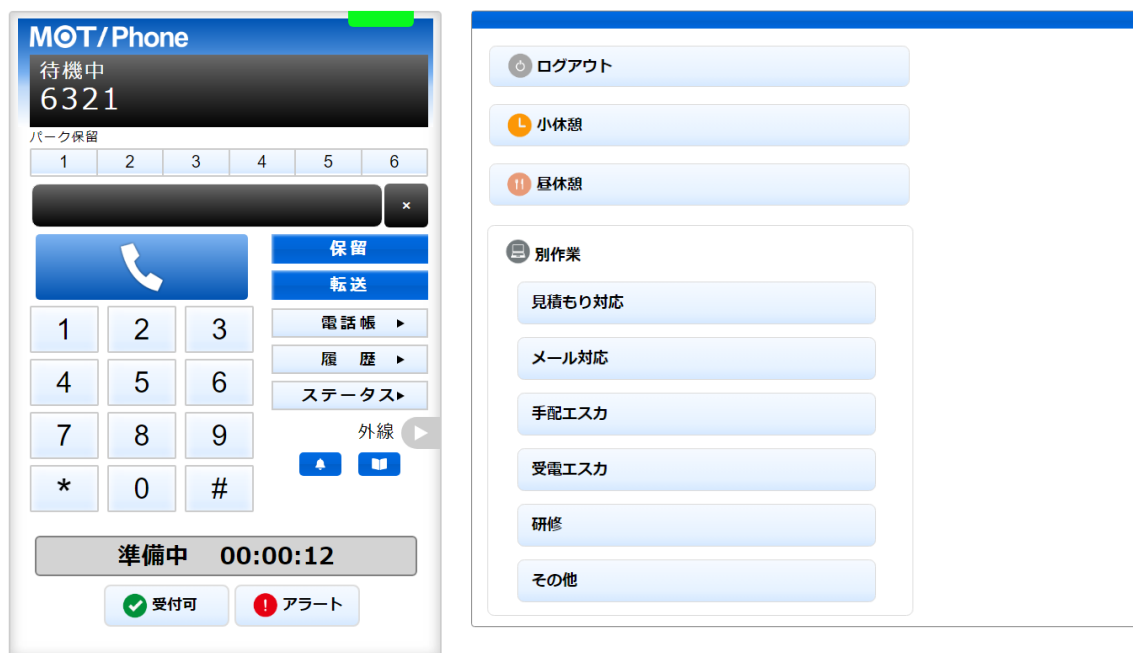 MOT/Phone
待機中
6321
パーク保留
1 2 3 4 5 6
×
保留
転送
1 2 3
電話帳 ▶
履 歴 ▶
4 5 6
ステータス▶
7 8 9
外線
* 0 #
準備中 00:00:12
受付可 アラート
ログアウト
小休憩
昼休憩
別作業
見積もり対応
メール対応
手配エスカ
受電エスカ
研修
その他